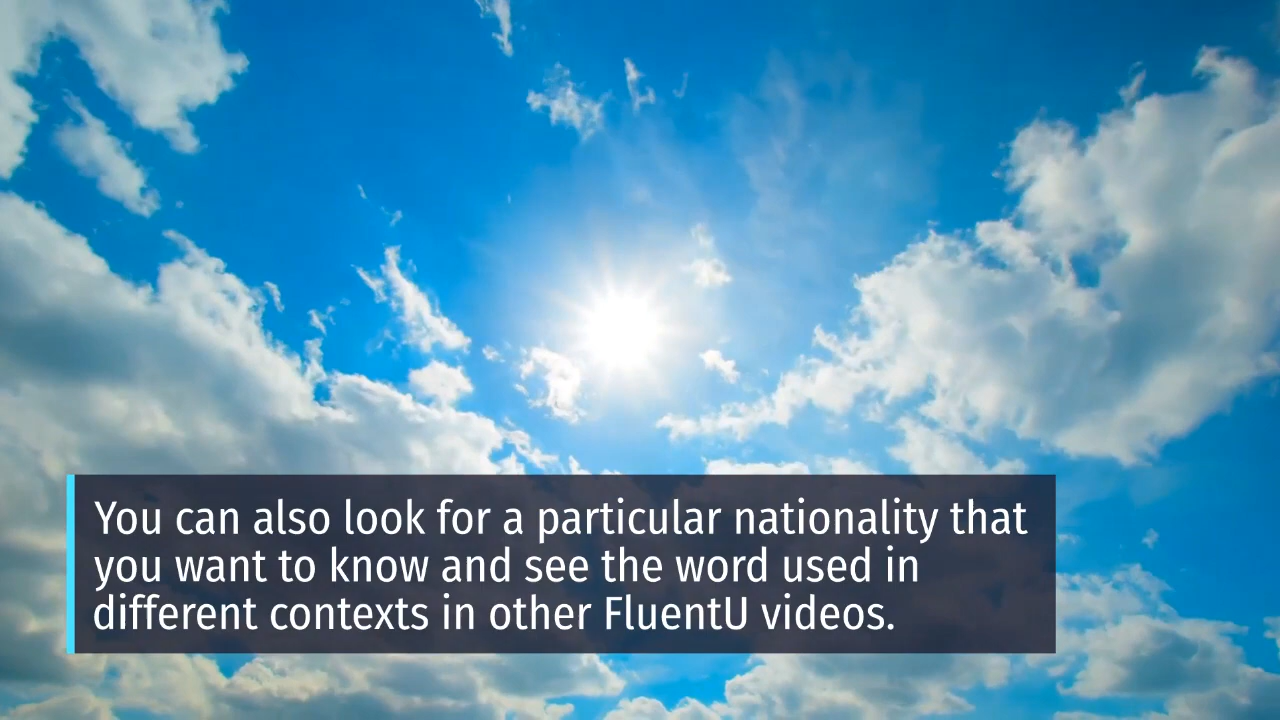 You can also look for a particular nationality that
you want to know and see the word used in
different contexts in other FluentU videos.